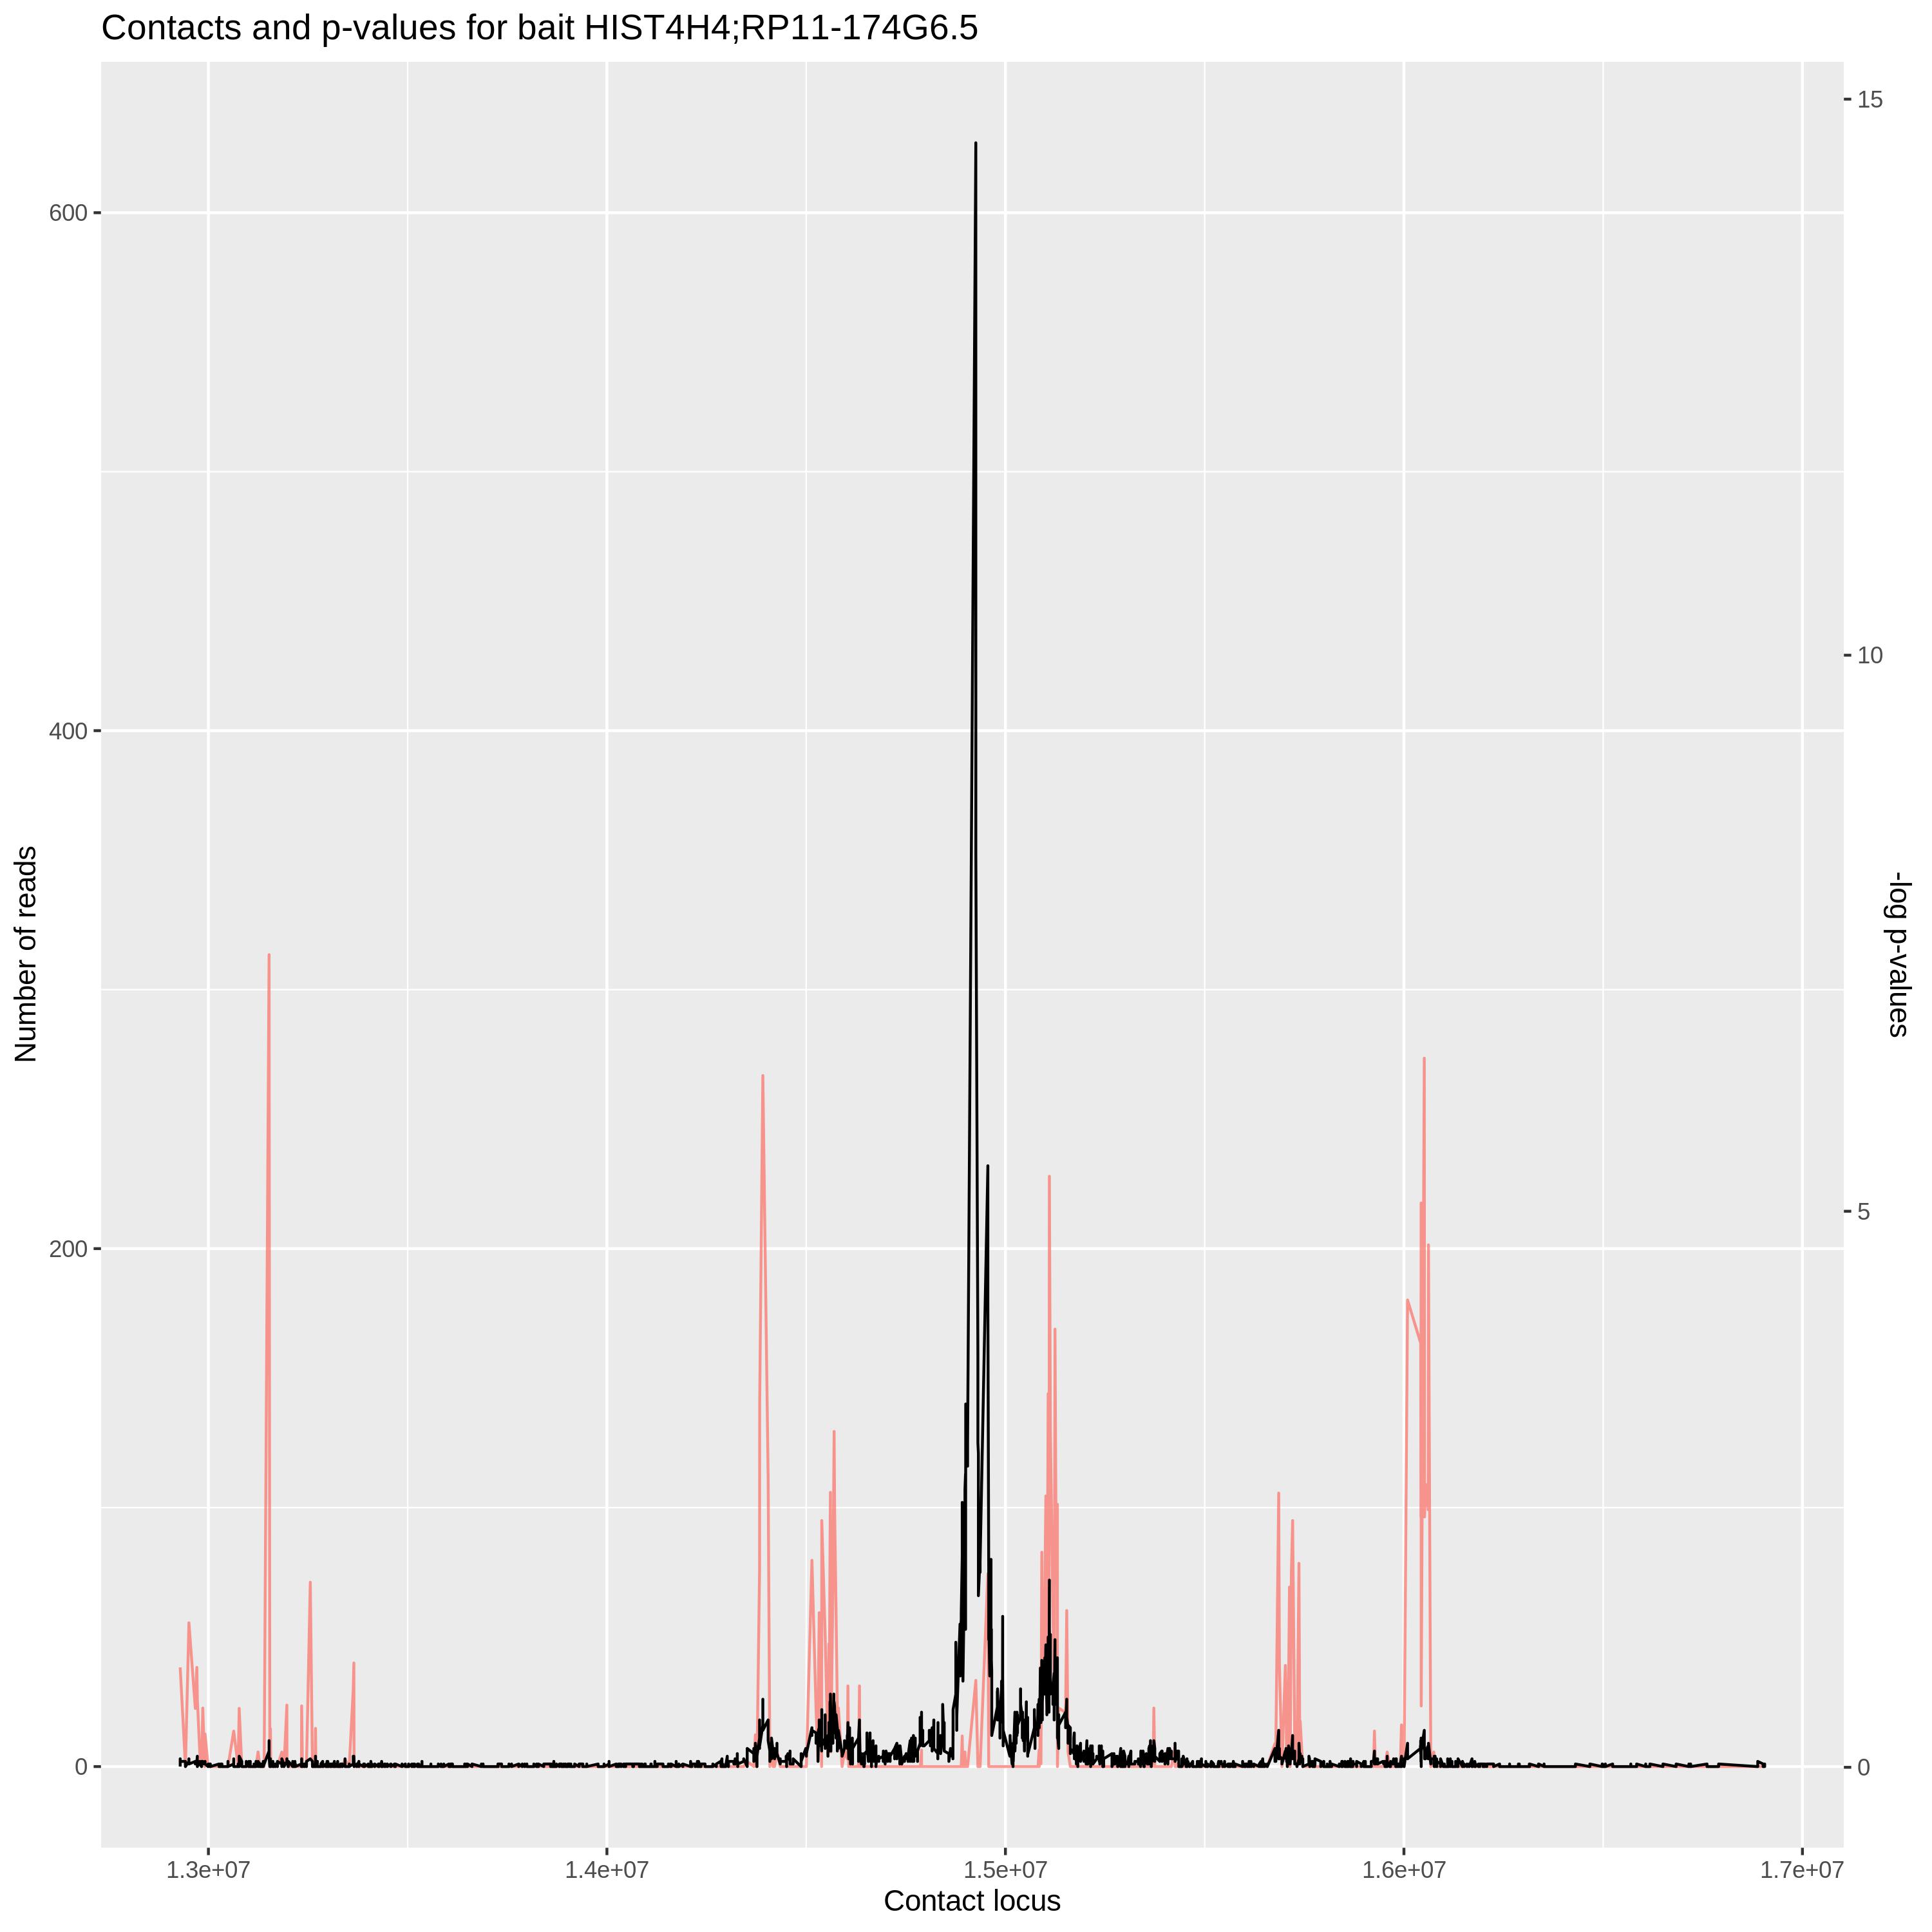 Contacts and p-values for bait HIST4H4;RP11-174G6.5
600
400
200
0
Number of reads
15
10
5
0
-log p-values
1.3e+07
1.4e+07
1.5e+07
1.6e+07
1.7e+07
Contact locus